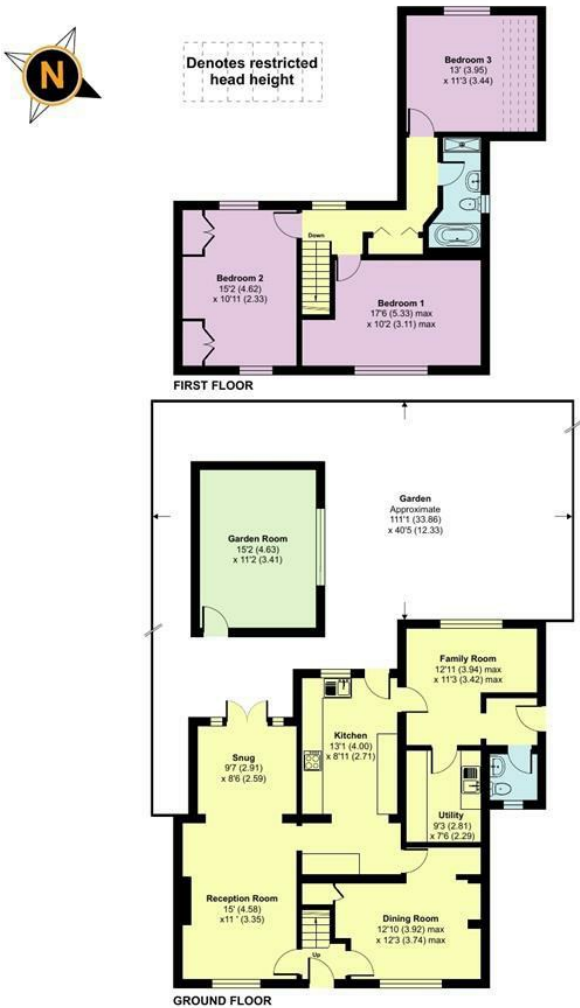 N
Denotes restricted
head height
Bedroom 3
13' (3.95)
x 11'3 (3.44)
Down
Bedroom 2
15'2 (4.62)
x 10'11 (2.33)
Bedroom 1
17'6 (5.33) max
x 10'2 (3.11) max
FIRST FLOOR
Garden
Approximate
111'1 (33.86)
x 40'5 (12.33)
Garden Room
15'2 (4.63)
x 11'2 (3.41)
Family Room
12'11 (3.94) max
x 11'3 (3.42) max
Kitchen
13'1 (4.00)
x 8'11 (2.71)
Snug
9'7 (2.91)
x 8'6 (2.59)
Utility
9'3 (2.81)
x 7'6 (2.29)
Reception Room
15' (4.58)
x11 ' (3.35)
Dining Room
12'10 (3.92) max
x 12'3 (3.74) max
Up
GROUND FLOOR